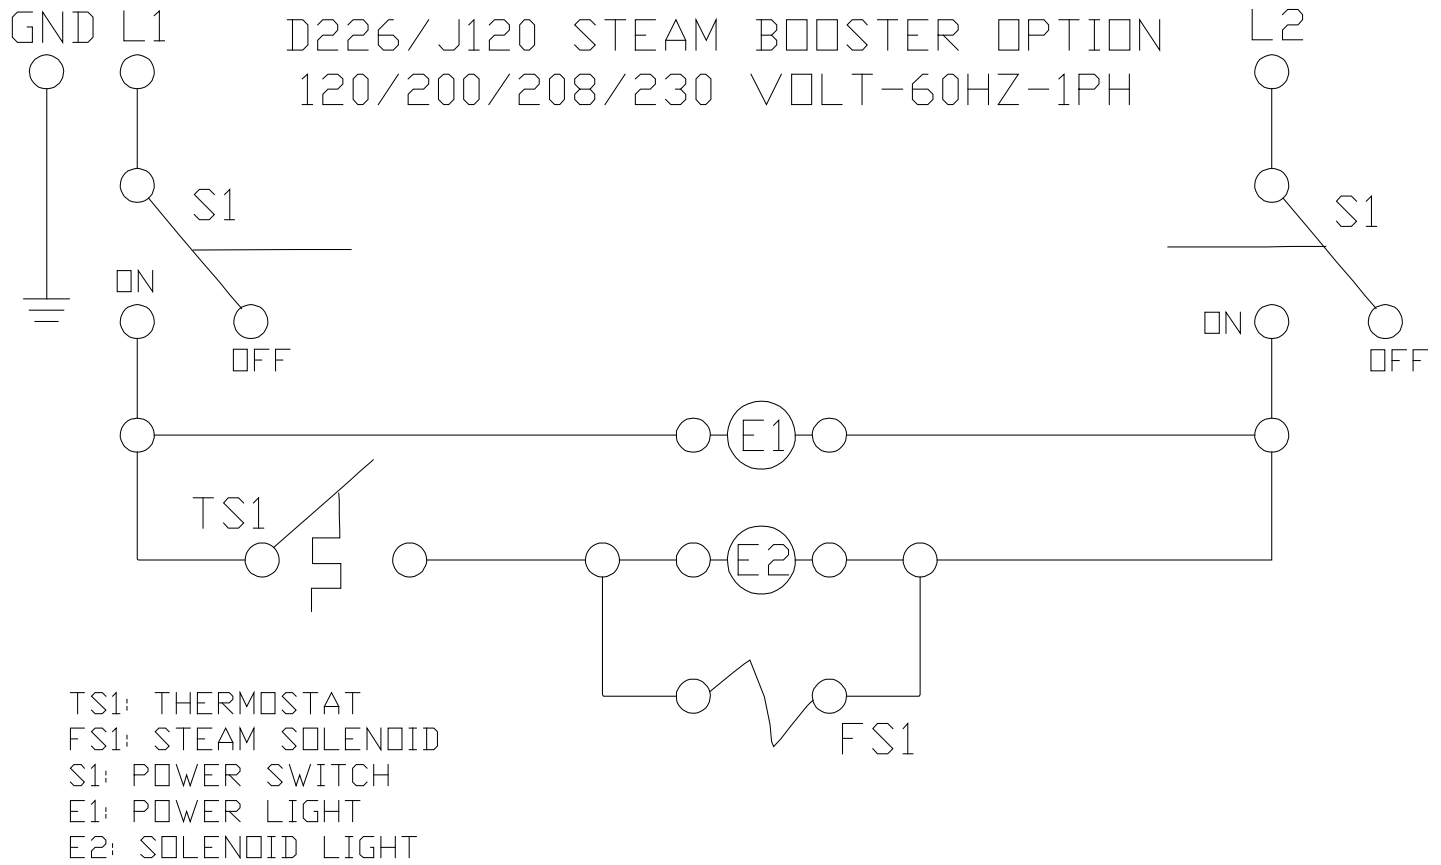 GND L1 D226/J120 STEAM BOOSTER OPTION L2
120/200/208/230 VOLT-60HZ-1PH
S1 S1
ON
ON
OFF OFF
E1
TS1
E2
FS1
TS1: THERMOSTAT
FS1: STEAM SOLENOID
S1: POWER SWITCH
E1: POWER LIGHT
E2: SOLENOID LIGHT